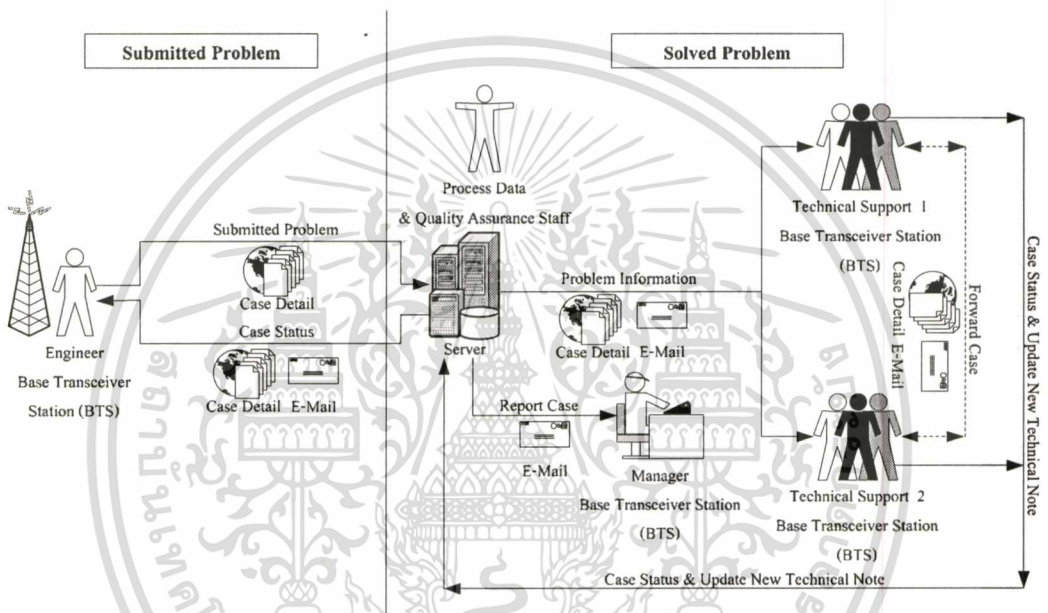 Submitted Problem
Solved Problem
Process Data
& Quality Assurance Staff
Submitted Problem
Case Detail
Case Status
Case Detail E-Mail
Engineer
Base Transceiver
Station (BTS)
Server
Problem Information
Case Detail E-Mail
Report Case
E-Mail
Manager
Base Transceiver Station
(BTS)
Technical Support 1
Base Transceiver Station
(BTS)
Case Detail E-Mail
Forward Case
Technical Support 2
Base Transceiver Station
(BTS)
Case Status & Update New Technical Note
Case Status & Update New Technical Note